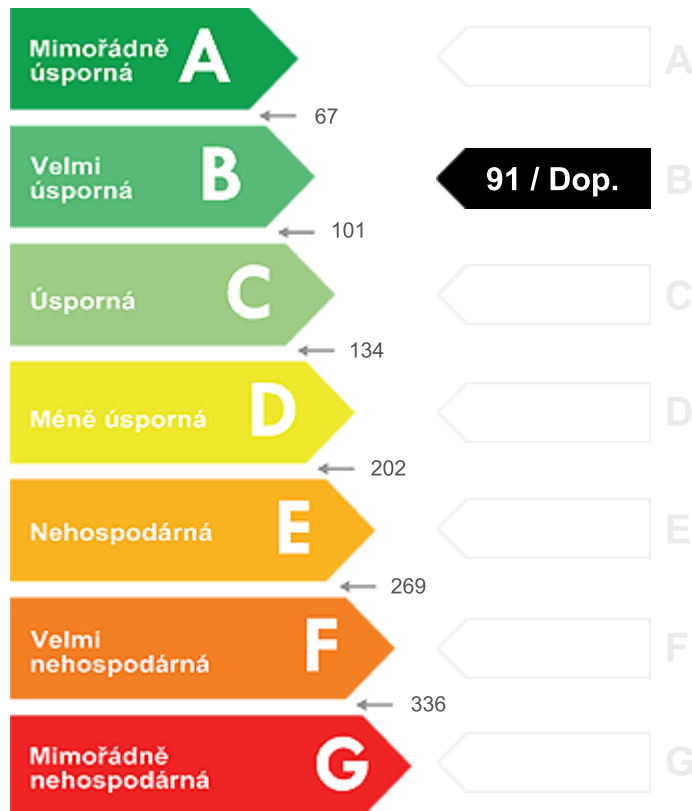 Mimořádně
úsporná
A
A
67
Velmi
úsporná
B
91 / Dop.
B
101
Úsporná
C
C
134
Méně úsporná
D
D
202
Nehospodárná
E
E
269
Velmi
nehospodárná
F
F
336
Mimořádně
nehospodárná
G
G